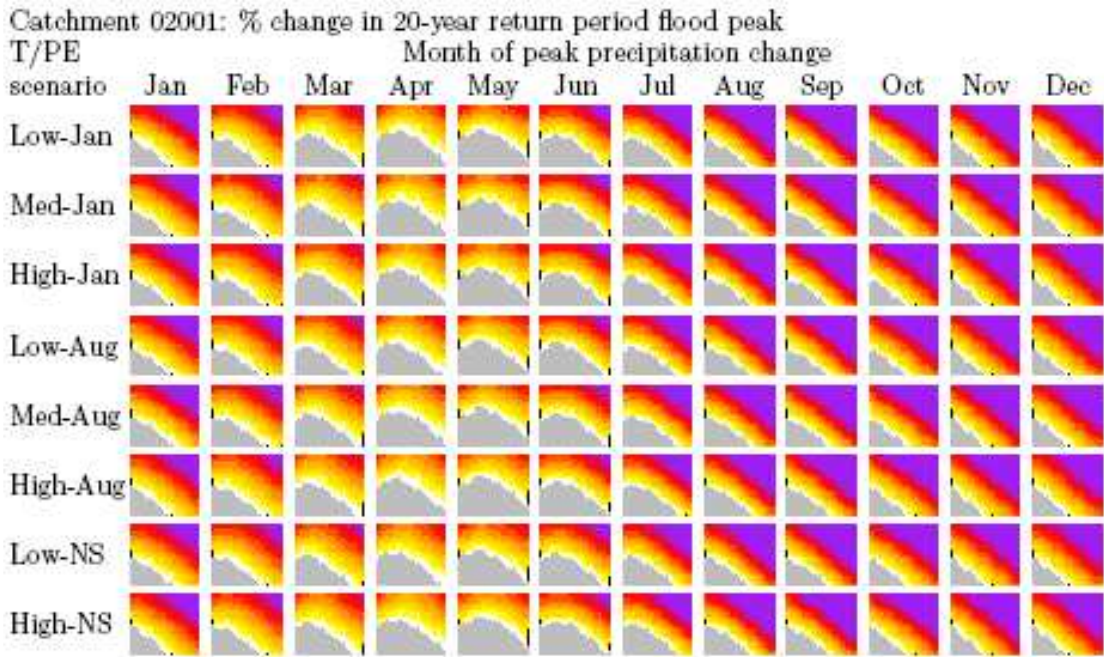 Catchment 02001: % change in 20-year return period flood peak
T/PE Month of peak precipitation change
scenario Jan Feb Mar Apr May Jun Jul Aug Sep Oct Nov Dec
Low-Jan
Med-Jan
High-Jan
Low-Aug
Med-Aug
High-Aug
Low-NS
High-NS